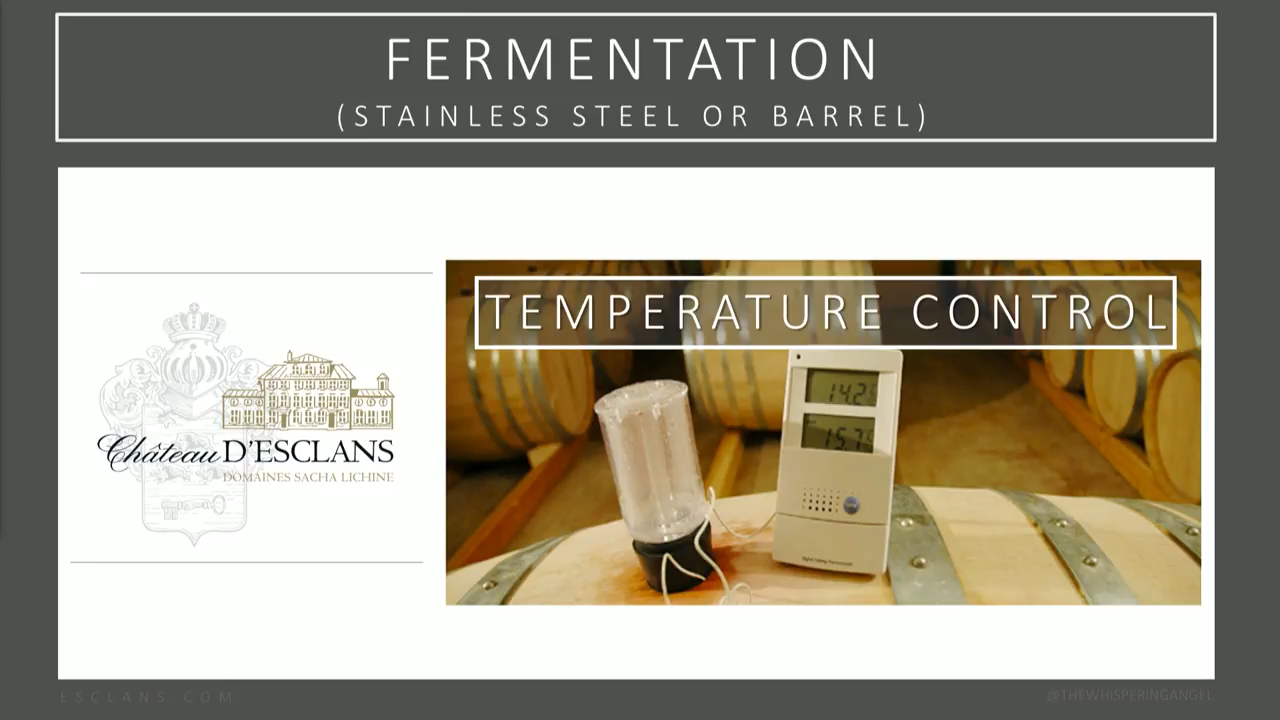 FERMENTATION
(STAINLESS STEEL OR BARREL)
TEMPERATURE CONTROL
14.2
15.7
Château D'ESCLANS
DOMAINES SACHA LICHINE
ESCLANS.COM
@THEWHISPERINGANGEL